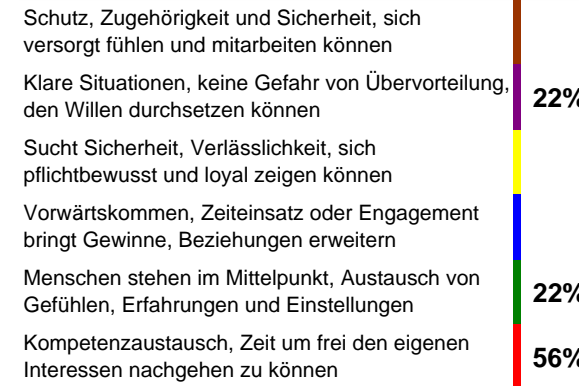 Schutz, Zugehörigkeit und Sicherheit, sich
versorgt fühlen und mitarbeiten können
Klare Situationen, keine Gefahr von Übervorteilung,
den Willen durchsetzen können
22%
Sucht Sicherheit, Verlässlichkeit, sich
pflichtbewusst und loyal zeigen können
Vorwärtskommen, Zeiteinsatz oder Engagement
bringt Gewinne, Beziehungen erweitern
Menschen stehen im Mittelpunkt, Austausch von
Gefühlen, Erfahrungen und Einstellungen
22%
Kompetenzaustausch, Zeit um frei den eigenen
Interessen nachgehen zu können
56%